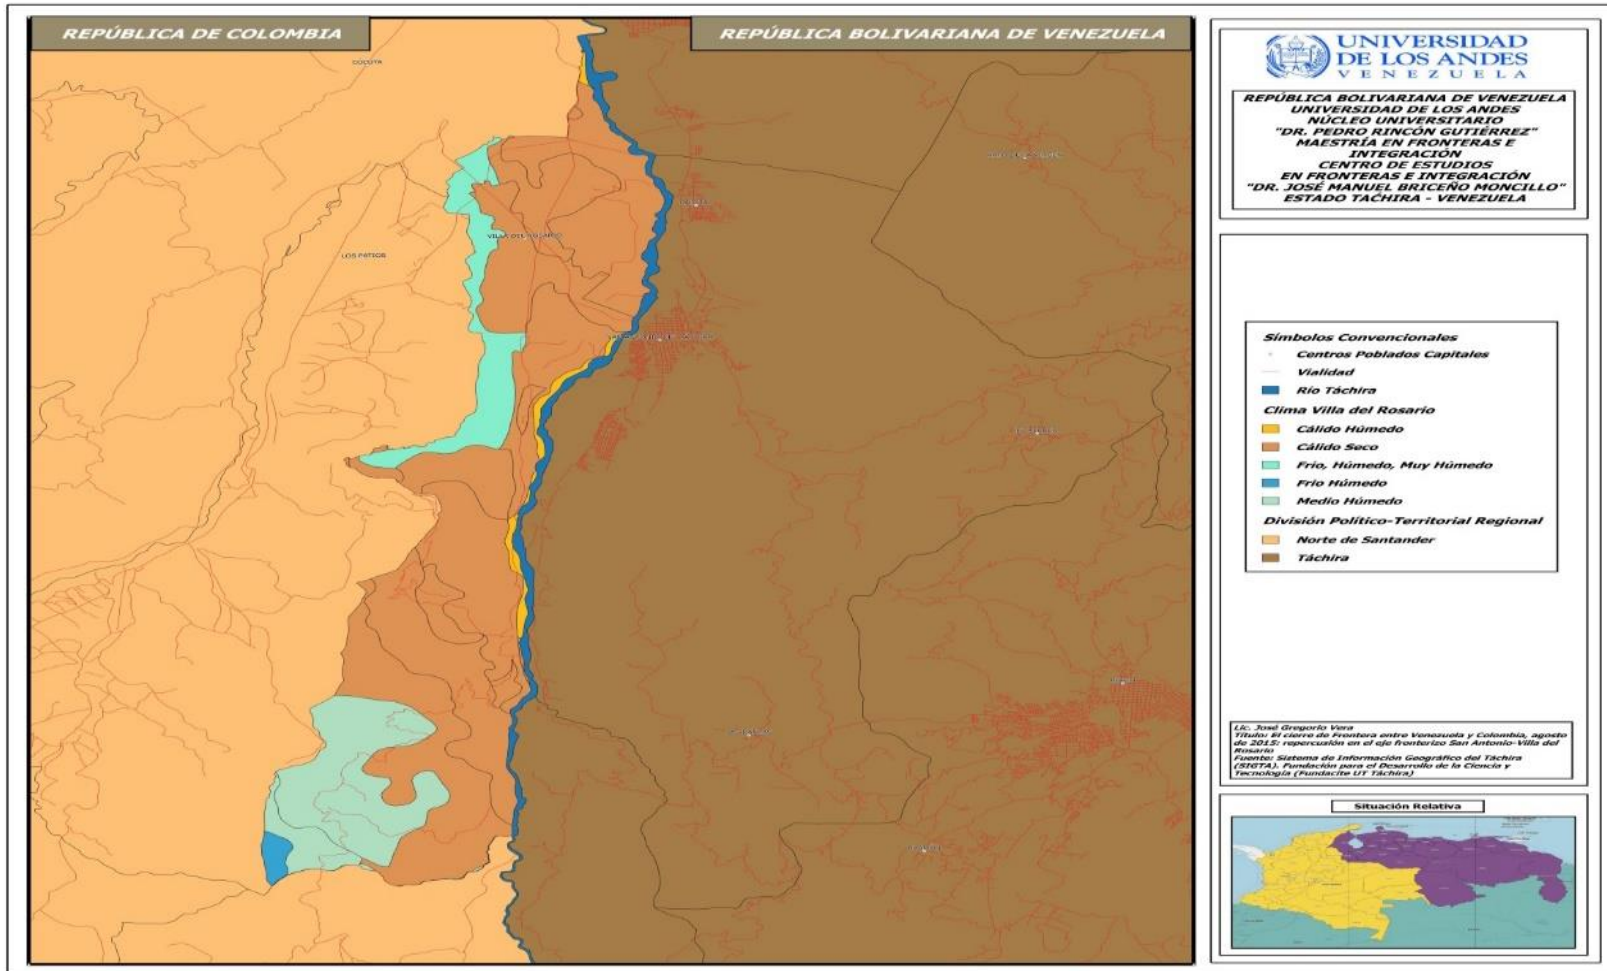 REPÚBLICA DE COLOMBIA
REPÚBLICA BOLIVARIANA DE VENEZUELA
CÚCUTA
LOS PATIOS
VILLA DEL ROSARIO
UNIVERSIDAD
DE LOS ANDES
VENEZUELA
REPÚBLICA BOLIVARIANA DE VENEZUELA
UNIVERSIDAD DE LOS ANDES
NÚCLEO UNIVERSITARIO
"DR. PEDRO RINCÓN GUTIÉRREZ"
MAESTRÍA EN FRONTERAS E
INTEGRACIÓN
CENTRO DE ESTUDIOS
EN FRONTERAS E INTEGRACIÓN
"DR. JOSÉ MANUEL BRICEÑO MONCILLO"
ESTADO TÁCHIRA - VENEZUELA
Símbolos Convencionales
Centros Poblados Capitales
Vialidad
Río Táchira
Clima Villa del Rosario
Cálido Húmedo
Cálido Seco
Frio, Húmedo, Muy Húmedo
Frio Húmedo
Medio Húmedo
División Político-Territorial Regional
Norte de Santander
Táchira
Lic. José Gregorio Vera
Título: El cierre de Frontera entre Venezuela y Colombia, agosto
de 2015: repercusión en el eje fronterizo San Antonio-Villa del
Rosario
Fuente: Sistema de Información Geográfico del Táchira
(SIGTA). Fundación para el Desarrollo de la Ciencia y
Tecnología (Fundacite UT Táchira)
Situación Relativa